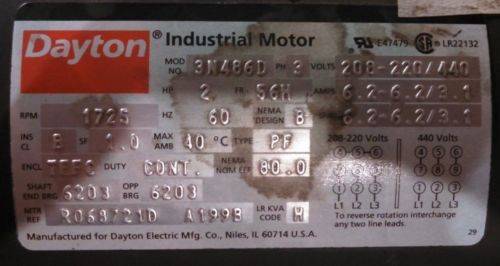 Dayton® Industrial Motor
E47479 LR22132
MOD NO 3N486D PH 3 VOLTS 208-220/440
HP 2 FR 56H AMPS 6.2-6.2/3.1
RPM 1725 HZ 60 NEMA DESIGN B 6.2-6.2/3.1
INS CL B SF 1.0 MAX AMB 40 °C TYPE PF
208-220 Volts 440 Volts
ENCL TEFC DUTY CONT. NEMA NOM EFF 80.0
SHAFT END BRG 6203 OPP BRG 6203
L1 L2 L3 L1 L2 L3
MTR REF R068/21D A199B LR KVA CODE H
To reverse rotation interchange any two line leads.
Manufactured for Dayton Electric Mfg. Co., Niles, IL 60714 U.S.A.
29